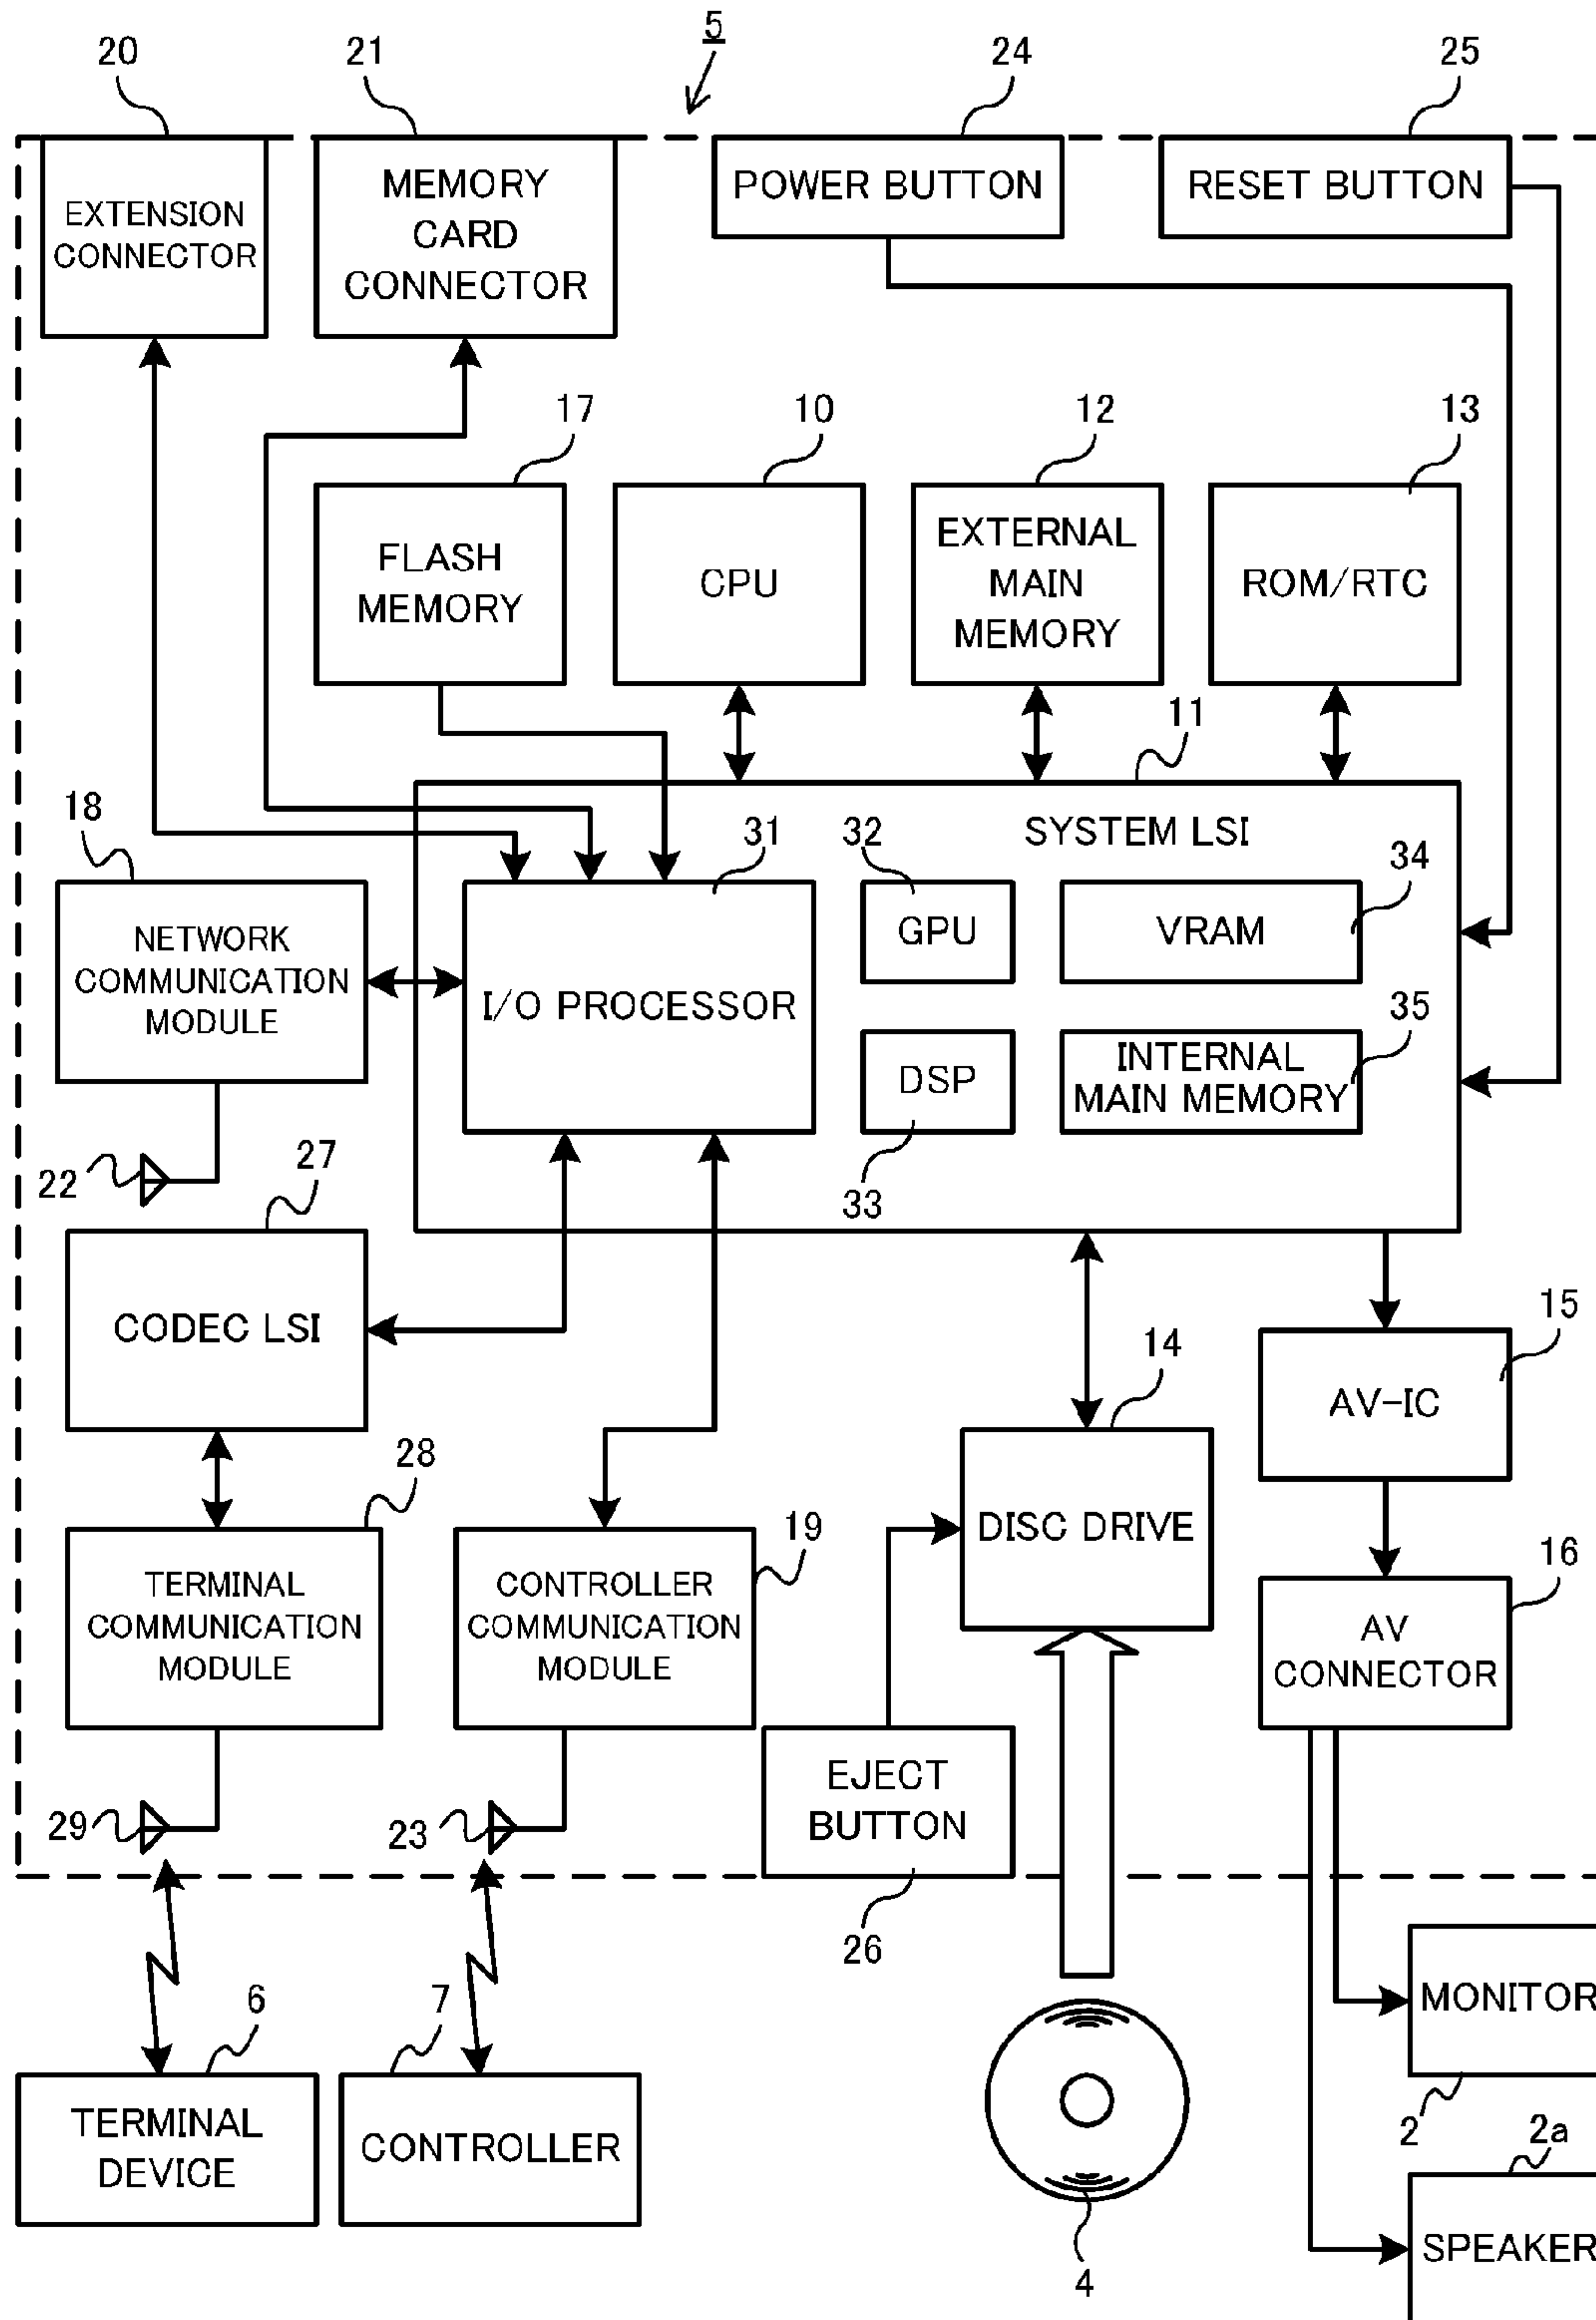 5
20
21
24
25
EXTENSION
CONNECTOR
MEMORY
CARD
CONNECTOR
POWER BUTTON
RESET BUTTON
17
10
12
13
FLASH
MEMORY
CPU
EXTERNAL
MAIN
MEMORY
ROM/RTC
11
18
31
32
SYSTEM LSI
34
NETWORK
COMMUNICATION
MODULE
I/O PROCESSOR
GPU
VRAM
35
DSP
INTERNAL
MAIN MEMORY
22
27
33
CODEC LSI
15
14
AV-IC
28
19
16
TERMINAL
COMMUNICATION
MODULE
CONTROLLER
COMMUNICATION
MODULE
DISC DRIVE
AV
CONNECTOR
29
23
EJECT
BUTTON
26
6
7
MONITOR
2
TERMINAL
DEVICE
CONTROLLER
2a
4
SPEAKER